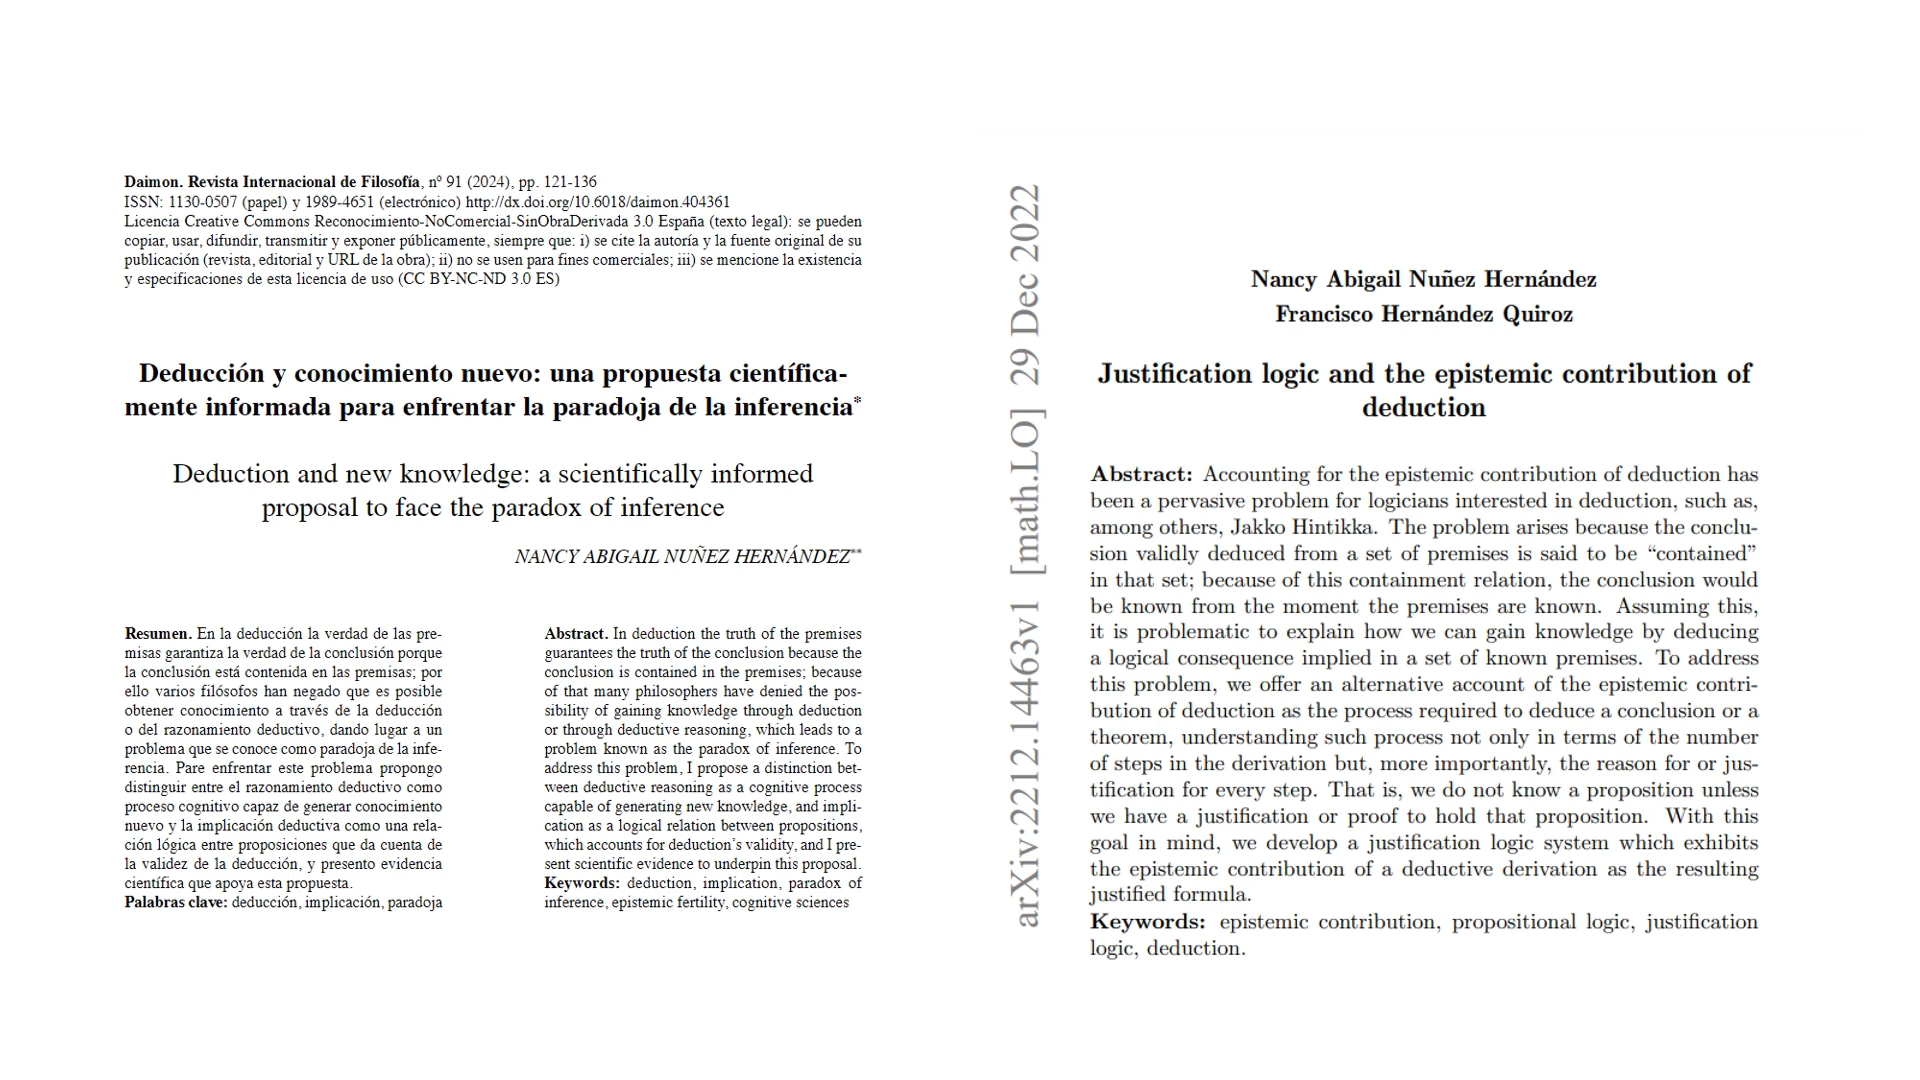 Daimon. Revista Internacional de Filosofía, nº 91 (2024), pp. 121-136
ISSN: 1130-0507 (papel) y 1989-4651 (electrónico) http://dx.doi.org/10.6018/daimon.404361
Licencia Creative Commons Reconocimiento-NoComercial-SinObraDerivada 3.0 España (texto legal): se pueden
copiar, usar, difundir, transmitir y exponer públicamente, siempre que: i) se cite la autoría y la fuente original de su
publicación (revista, editorial y URL de la obra); ii) no se usen para fines comerciales; iii) se mencione la existencia
y especificaciones de esta licencia de uso (CC BY-NC-ND 3.0 ES)
Deducción y conocimiento nuevo: una propuesta científica-
mente informada para enfrentar la paradoja de la inferencia*
Deduction and new knowledge: a scientifically informed
proposal to face the paradox of inference
NANCY ABIGAIL NUÑEZ HERNÁNDEZ**
Resumen. En la deducción la verdad de las pre-
misas garantiza la verdad de la conclusión porque
la conclusión está contenida en las premisas; por
ello varios filósofos han negado que es posible
obtener conocimiento a través de la deducción
o del razonamiento deductivo, dando lugar a un
problema que se conoce como paradoja de la infe-
rencia. Pare enfrentar este problema propongo
distinguir entre el razonamiento deductivo como
proceso cognitivo capaz de generar conocimiento
nuevo y la implicación deductiva como una rela-
ción lógica entre proposiciones que da cuenta de
la validez de la deducción, y presento evidencia
científica que apoya esta propuesta.
Palabras clave: deducción, implicación, paradoja
Abstract. In deduction the truth of the premises
guarantees the truth of the conclusion because the
conclusion is contained in the premises; because
of that many philosophers have denied the pos-
sibility of gaining knowledge through deduction
or through deductive reasoning, which leads to a
problem known as the paradox of inference. To
address this problem, I propose a distinction bet-
ween deductive reasoning as a cognitive process
capable of generating new knowledge, and impli-
cation as a logical relation between propositions,
which accounts for deduction's validity, and I pre-
sent scientific evidence to underpin this proposal.
Keywords: deduction, implication, paradox of
inference, epistemic fertility, cognitive sciences
arXiv:2212.14463v1 [math.LO] 29 Dec 2022
Nancy Abigail Nuñez Hernández
Francisco Hernández Quiroz
Justification logic and the epistemic contribution of
deduction
Abstract: Accounting for the epistemic contribution of deduction has
been a pervasive problem for logicians interested in deduction, such as,
among others, Jakko Hintikka. The problem arises because the conclu-
sion validly deduced from a set of premises is said to be “contained”
in that set; because of this containment relation, the conclusion would
be known from the moment the premises are known. Assuming this,
it is problematic to explain how we can gain knowledge by deducing
a logical consequence implied in a set of known premises. To address
this problem, we offer an alternative account of the epistemic contri-
bution of deduction as the process required to deduce a conclusion or a
theorem, understanding such process not only in terms of the number
of steps in the derivation but, more importantly, the reason for or jus-
tification for every step. That is, we do not know a proposition unless
we have a justification or proof to hold that proposition. With this
goal in mind, we develop a justification logic system which exhibits
the epistemic contribution of a deductive derivation as the resulting
justified formula.
Keywords: epistemic contribution, propositional logic, justification
logic, deduction.